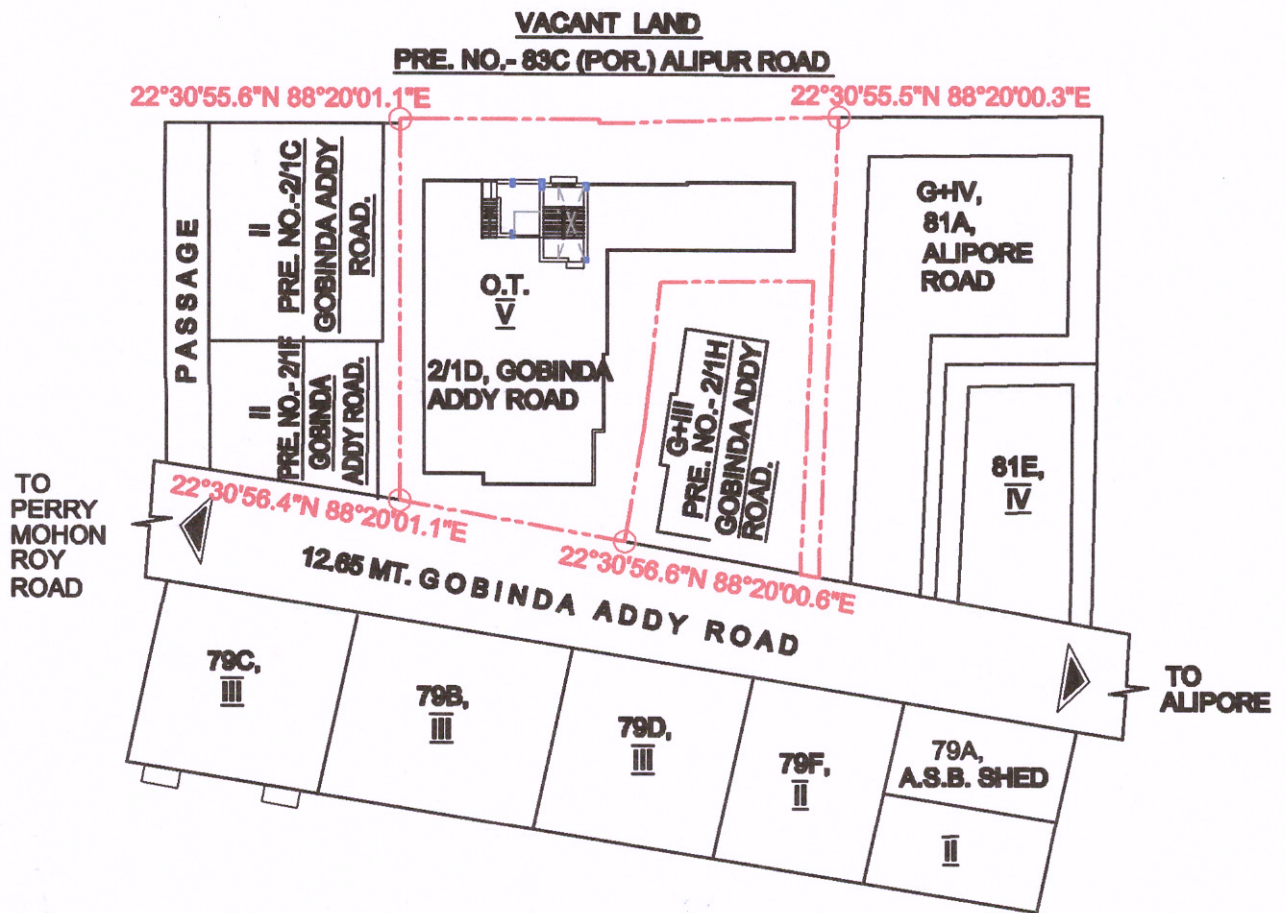 VACANT LAND
PRE. NO.- 83C (POR.) ALIPUR ROAD
22°30'55.6"N 88°20'01.1"E
22°30'55.5"N 88°20'00.3"E
PASSAGE
II
PRE. NO.-2/1C
GOBINDA ADDY
ROAD.
II
PRE. NO.- 2/1F
GOBINDA
ADDY ROAD.
O.T.
V
2/1D, GOBINDA
ADDY ROAD
G+III
PRE. NO.- 2/1H
GOBINDA ADDY
ROAD.
G+IV,
81A,
ALIPORE
ROAD
81E,
IV
22°30'56.4"N 88°20'01.1"E
22°30'56.6"N 88°20'00.6"E
TO
PERRY
MOHON
ROY
ROAD
12.65 MT. GOBINDA ADDY ROAD
TO
ALIPORE
79C,
III
79B,
III
79D,
III
79F,
II
79A,
A.S.B. SHED
II